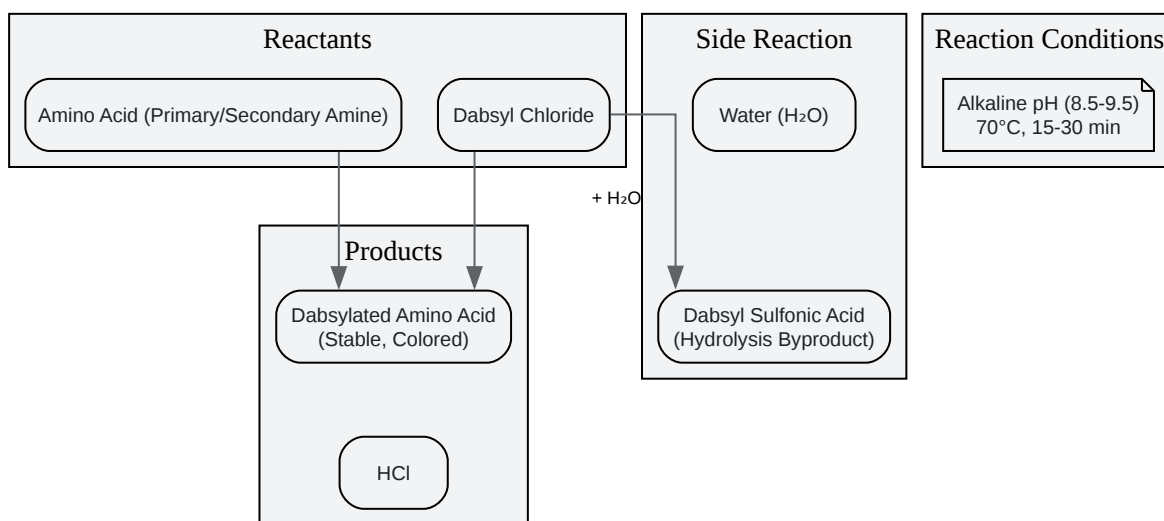 Reactants
Amino Acid (Primary/Secondary Amine)
Dabsyl Chloride
Side Reaction
Water (H₂O)
Reaction Conditions
Alkaline pH (8.5-9.5)
70°C, 15-30 min
+ H₂O
Products
Dabsylated Amino Acid
(Stable, Colored)
HCl
Dabsyl Sulfonic Acid
(Hydrolysis Byproduct)